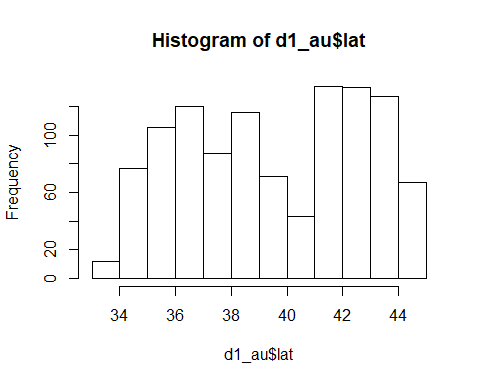 Histogram of d1_au$lat
Frequency
100
60
20
0
34 36 38 40 42 44
d1_au$lat